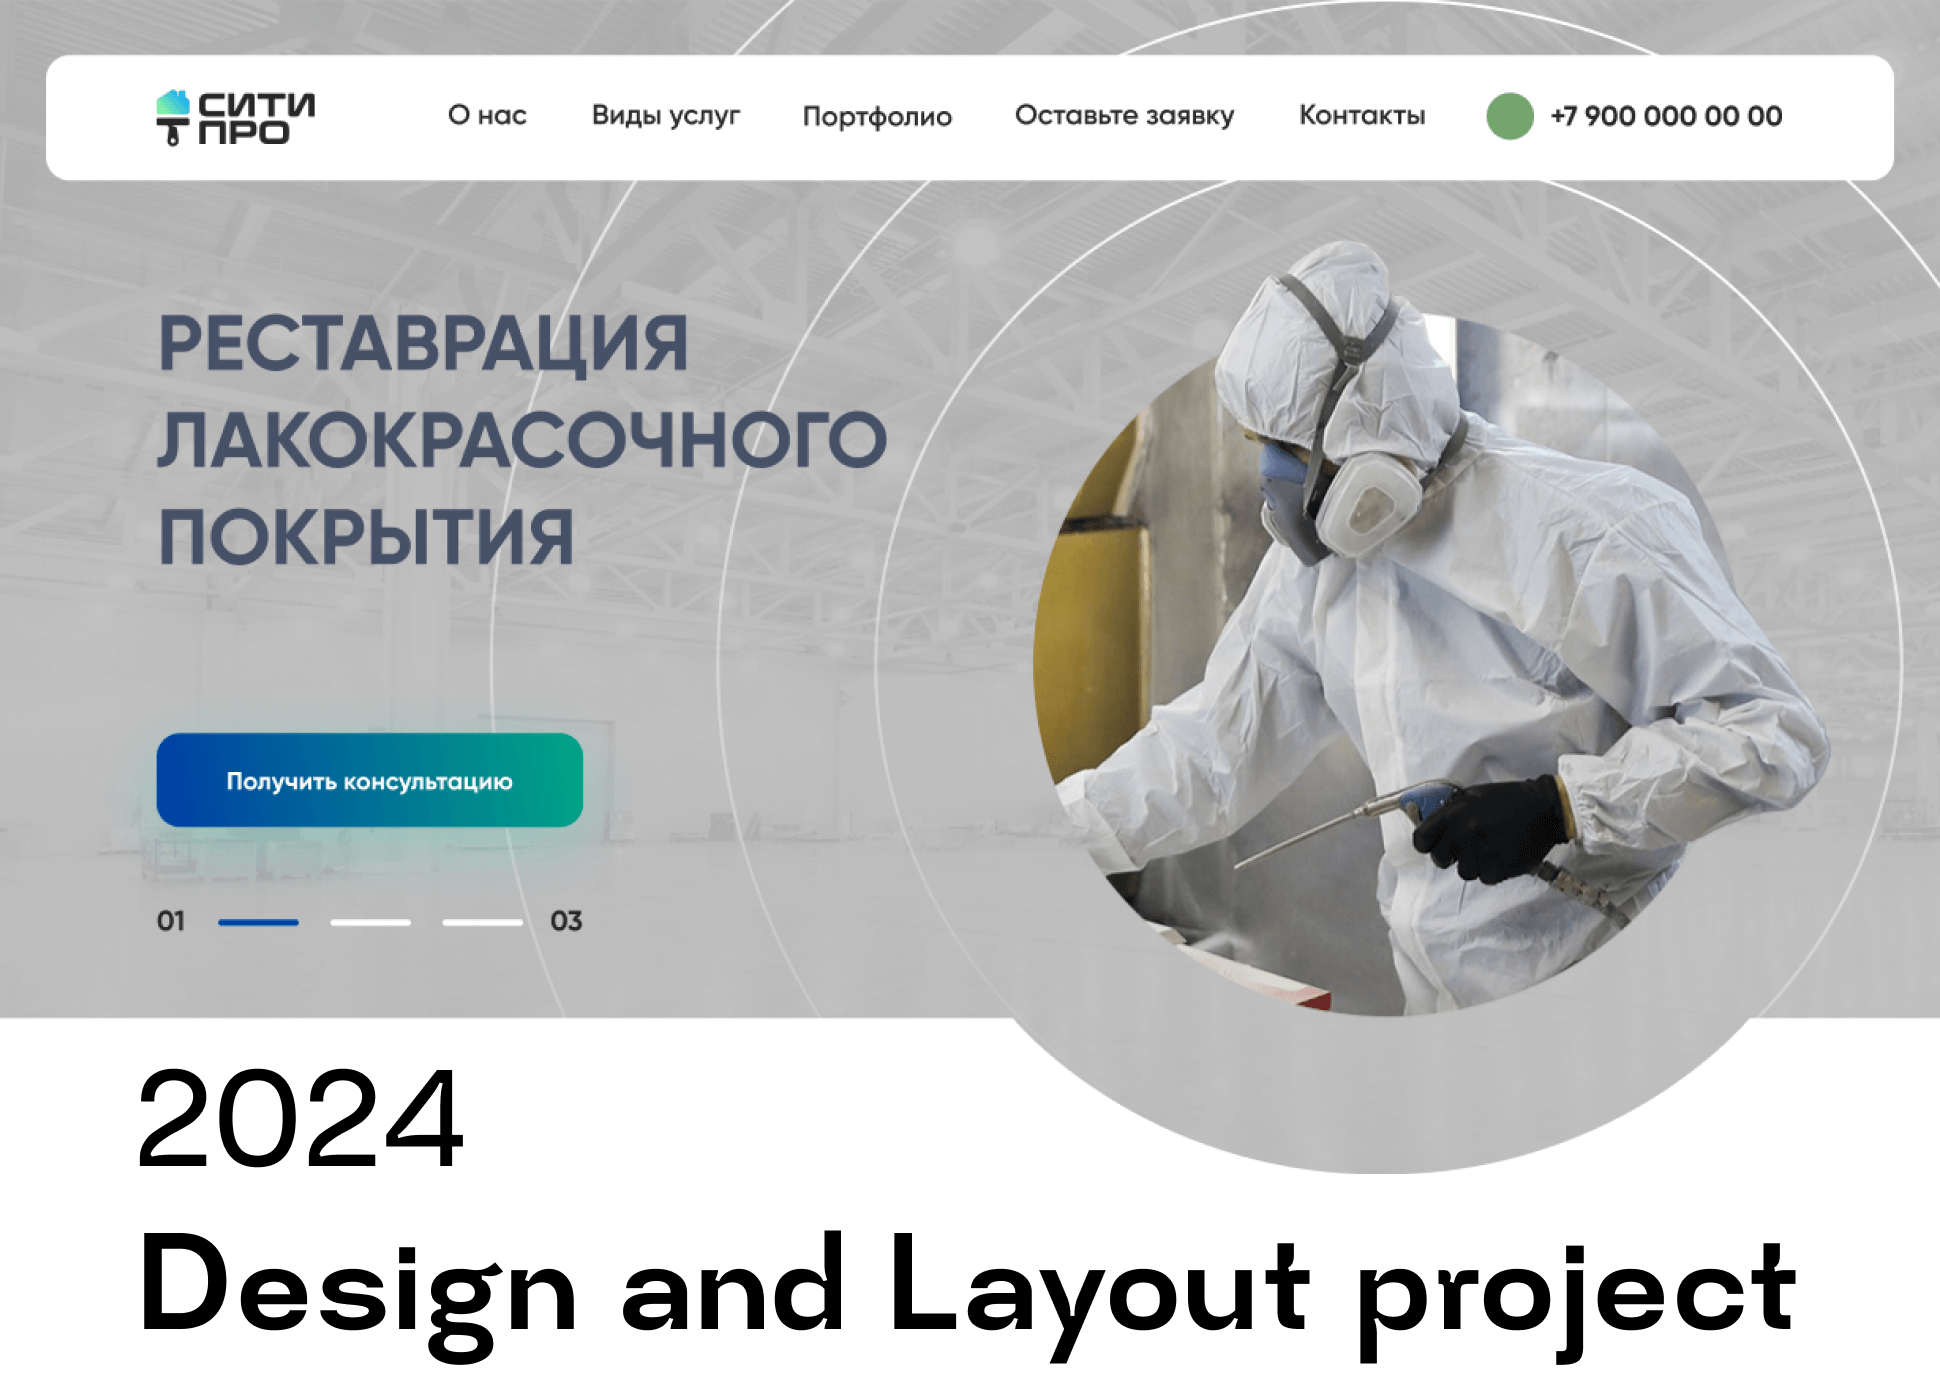 СИТИ
ПРО
О нас
Виды услуг
Портфолио
Оставьте заявку
Контакты
+7 900 000 00 00
РЕСТАВРАЦИЯ
ЛАКОКРАСОЧНОГО
ПОКРЫТИЯ
Получить консультацию
01
03
2024
Design and Layout project